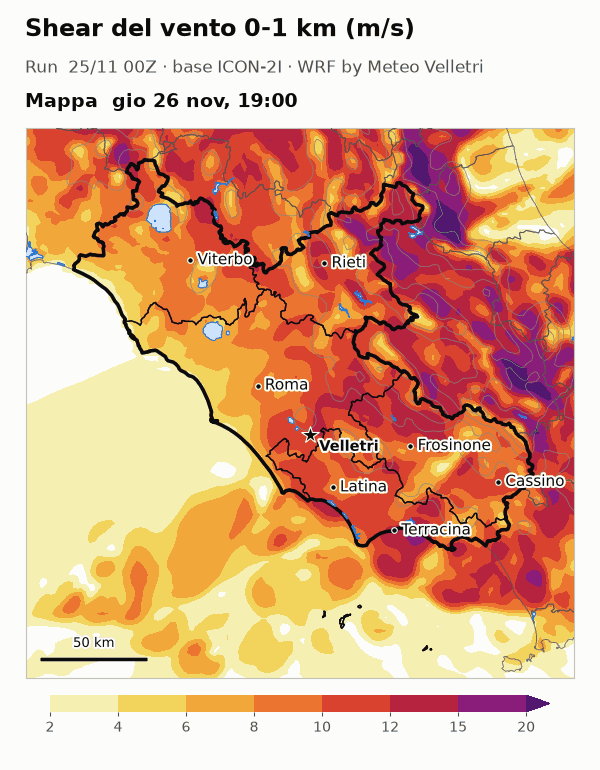 Shear del vento 0-1 km (m/s)
Run  25/11 00Z · base ICON-2I · WRF by Meteo Velletri
Mappa  gio 26 nov, 19:00
Viterbo
Rieti
Roma
Velletri
Frosinone
Latina
Cassino
Terracina
50 km
2 4 6 8 10 12 15 20